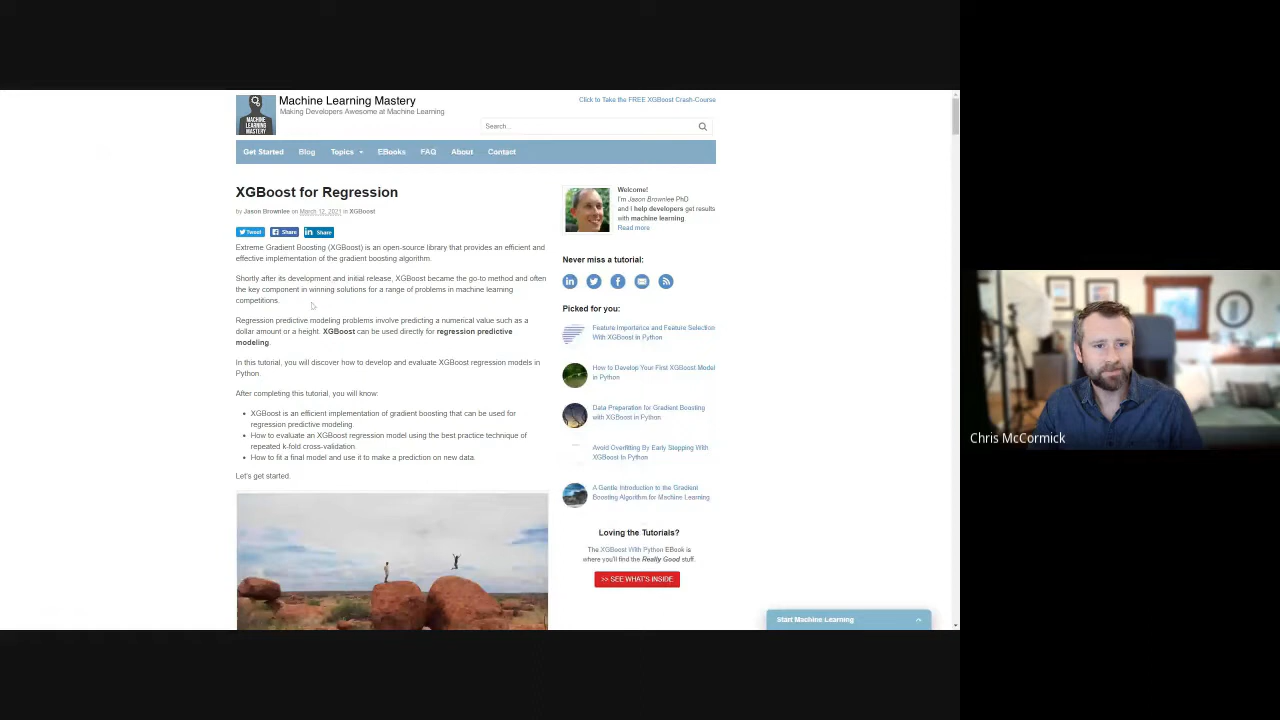 Machine Learning Mastery
Making Developers Awesome at Machine Learning
Click to Take the FREE XGBoost Crash-Course
MACHINE
LEARNING
MASTERY
Search...
Get Started Blog Topics EBooks FAQ About Contact
XGBoost for Regression
by Jason Brownlee on March 12, 2021 in XGBoost
Tweet Share Share
Extreme Gradient Boosting (XGBoost) is an open-source library that provides an efficient and
effective implementation of the gradient boosting algorithm.
Shortly after its development and initial release, XGBoost became the go-to method and often
the key component in winning solutions for a range of problems in machine learning
competitions.
Regression predictive modeling problems involve predicting a numerical value such as a
dollar amount or a height. XGBoost can be used directly for regression predictive
modeling.
In this tutorial, you will discover how to develop and evaluate XGBoost regression models in
Python.
After completing this tutorial, you will know:
XGBoost is an efficient implementation of gradient boosting that can be used for
regression predictive modeling.
How to evaluate an XGBoost regression model using the best practice technique of
repeated k-fold cross-validation.
How to fit a final model and use it to make a prediction on new data.
Let's get started.
Welcome!
I'm Jason Brownlee PhD
and I help developers get results
with machine learning.
Read more
Never miss a tutorial:
Picked for you:
Feature Importance and Feature Selection
With XGBoost in Python
How to Develop Your First XGBoost Model
in Python
Data Preparation for Gradient Boosting
with XGBoost in Python
Avoid Overfitting By Early Stopping With
XGBoost in Python
A Gentle Introduction to the Gradient
Boosting Algorithm for Machine Learning
Loving the Tutorials?
The XGBoost With Python EBook is
where you'll find the Really Good stuff.
>> SEE WHAT'S INSIDE
Start Machine Learning
Chris McCormick